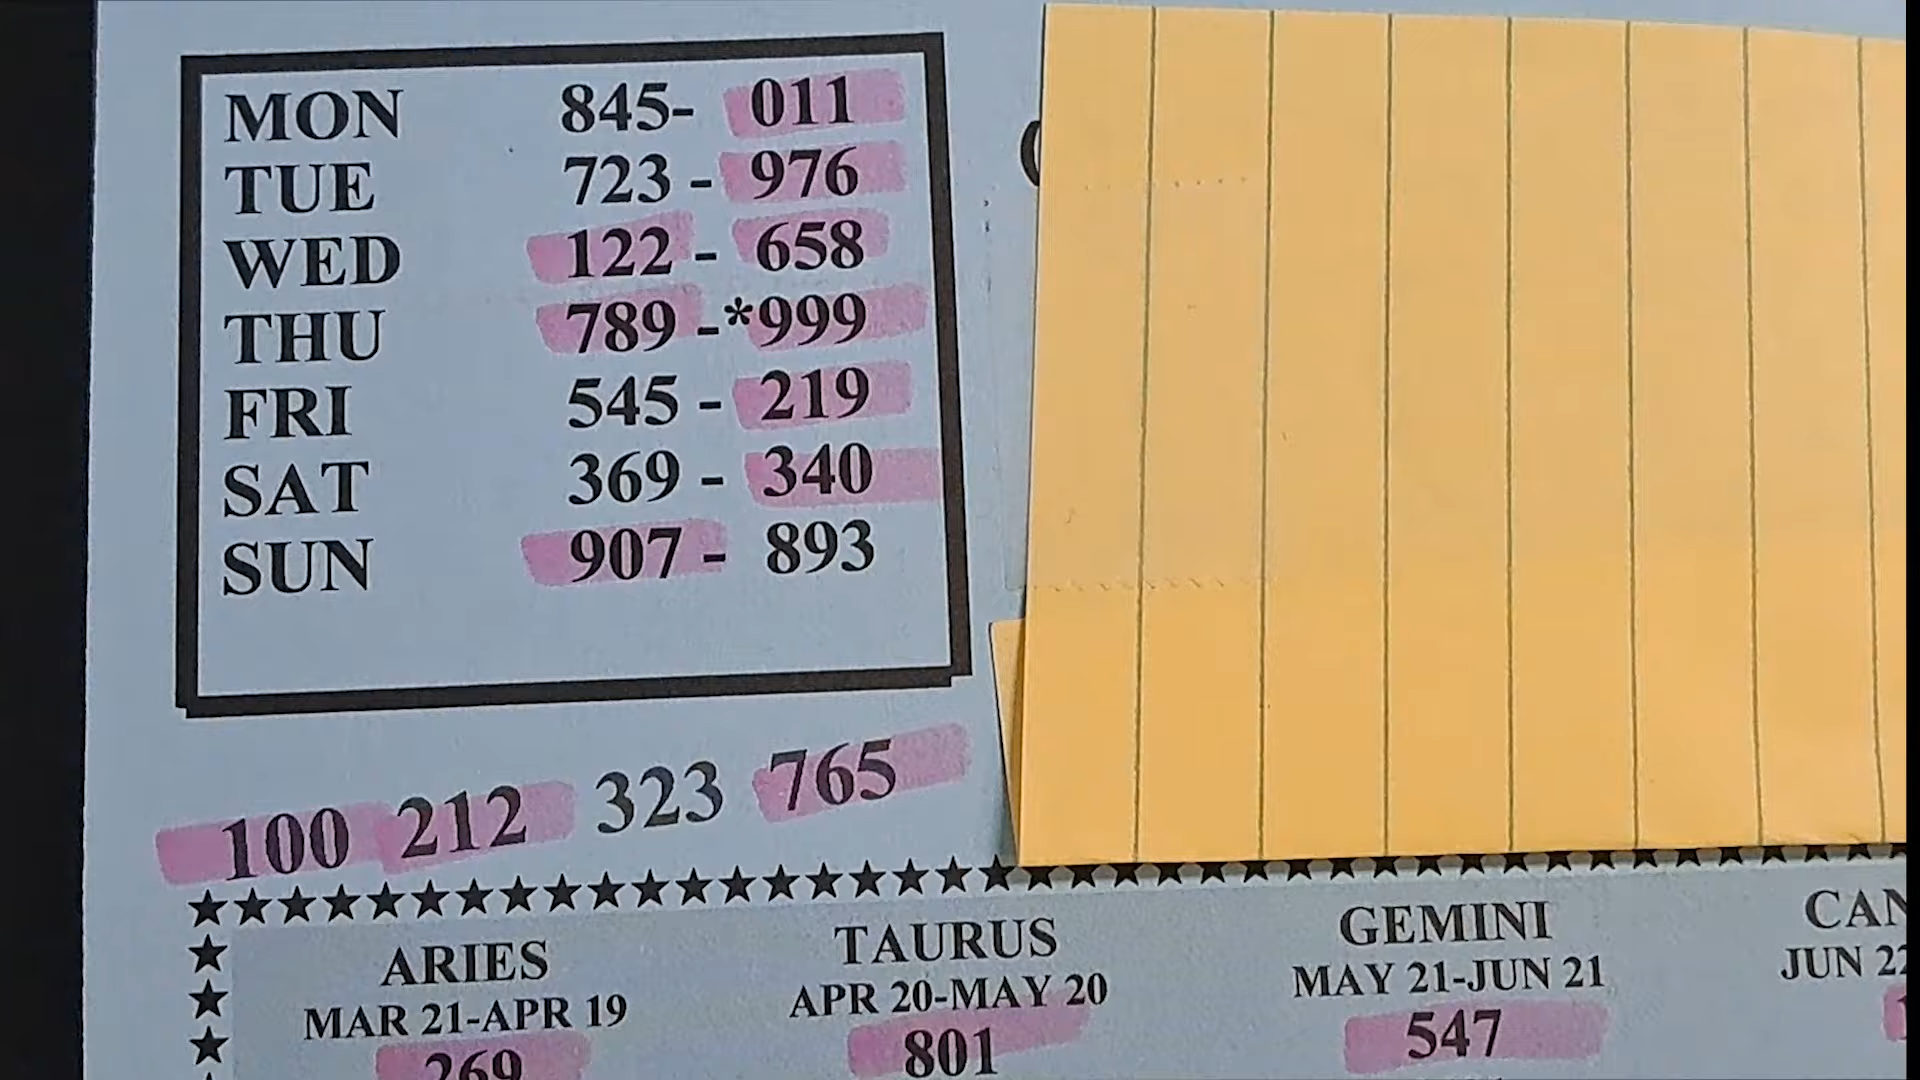 MON 845- 011
TUE 723 - 976
WED 122 - 658
THU 789 -*999
FRI 545 - 219
SAT 369 - 340
SUN 907 - 893
100 212 323 765
ARIES TAURUS GEMINI
MAR 21-APR 19 APR 20-MAY 20 MAY 21-JUN 21 JUN 22
269 801 547